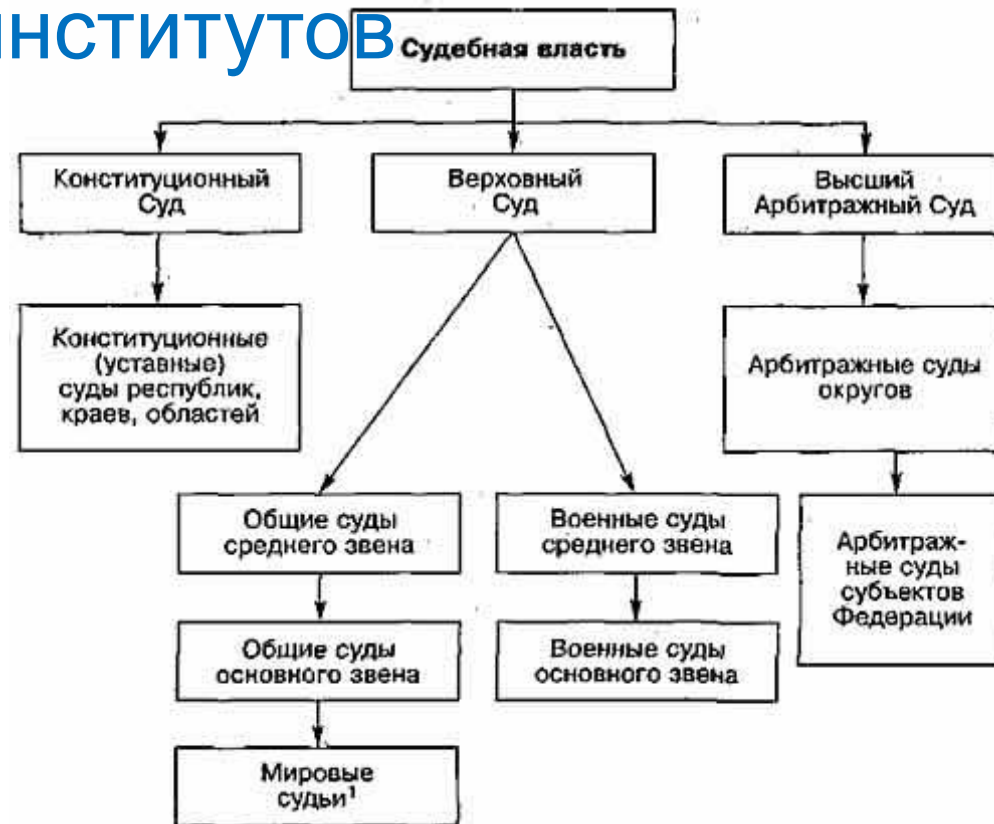 институтов
Судебная власть
Конституционный
Суд
Верховный
Суд
Высший
Арбитражный Суд
Конституционные
(уставные)
суды республик,
краев, областей
Арбитражные суды
округов
Общие суды
среднего звена
Военные суды
среднего звена
Арбитраж-
ные суды
субъектов
Федерации
Общие суды
основного звена
Военные суды
основного звена
Мировые
судьи¹